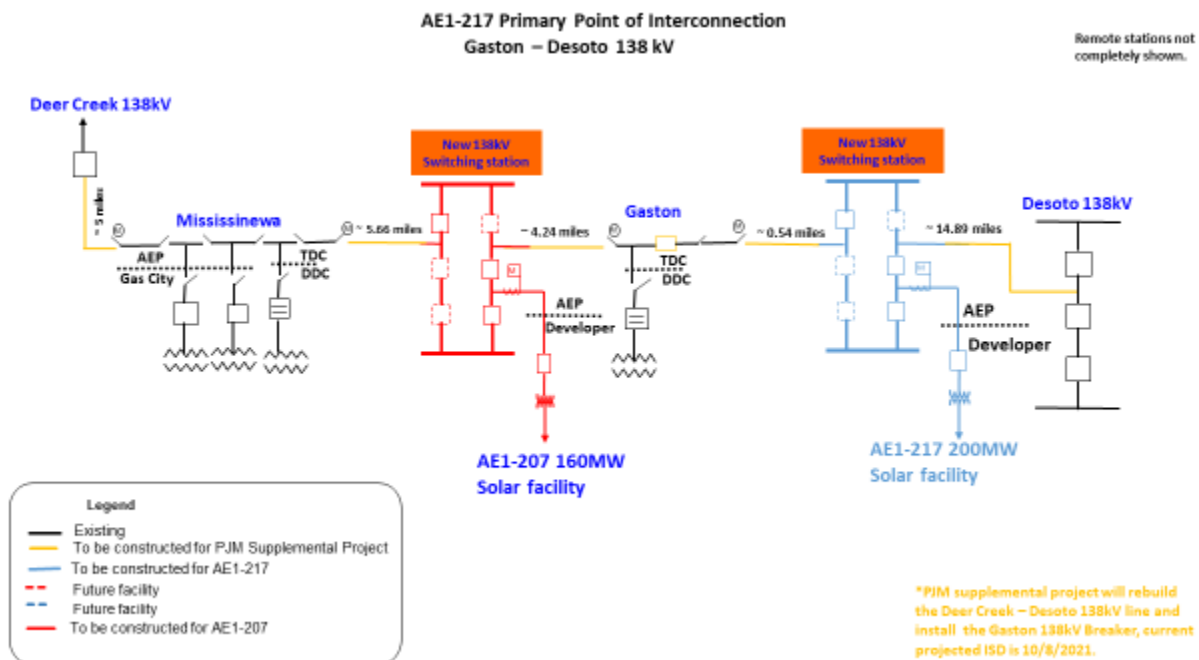 AE1-217 Primary Point of Interconnection
Gaston – Desoto 138 kV
Remote stations not
completely shown.
Deer Creek 138kV
New 138kV
Switching station
New 138kV
Switching station
~ 5 miles
Mississinewa
Gaston
Desoto 138kV
M
M
~ 5.66 miles
~ 4.24 miles
M
M
~ 0.54 miles
~ 14.89 miles
AEP
Gas City
TDC
DDC
TDC
DDC
M
M
AEP
Developer
AEP
Developer
AE1-207 160MW
Solar facility
AE1-217 200MW
Solar facility
Legend
Existing
To be constructed for PJM Supplemental Project
To be constructed for AE1-217
Future facility
Future facility
To be constructed for AE1-207
*PJM supplemental project will rebuild
the Deer Creek – Desoto 138kV line and
install the Gaston 138kV Breaker, current
projected ISD is 10/8/2021.